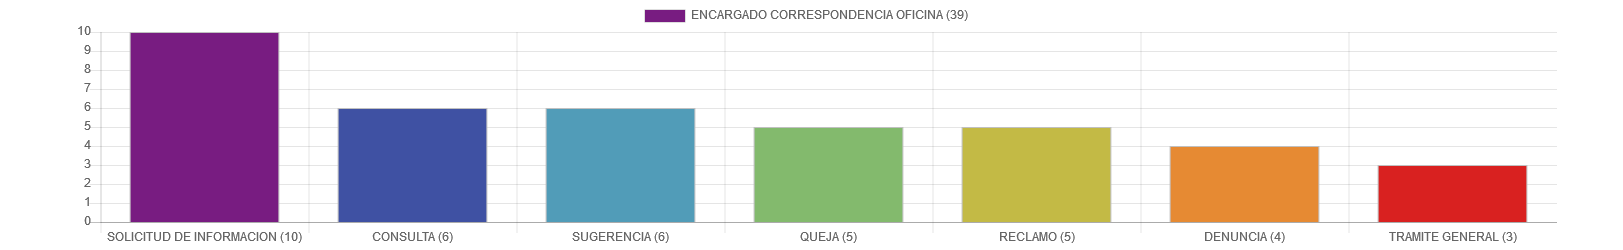 ENCARGADO CORRESPONDENCIA OFICINA (39)
10
9
8
7
6
5
4
3
2
1
0
SOLICITUD DE INFORMACION (10)
CONSULTA (6)
SUGERENCIA (6)
QUEJA (5)
RECLAMO (5)
DENUNCIA (4)
TRAMITE GENERAL (3)